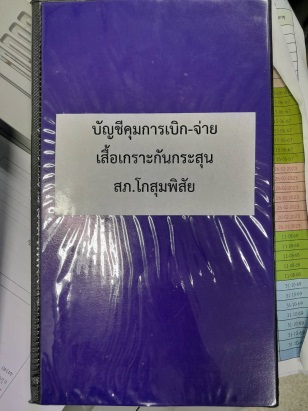 บัญชีคุมการเบิก-จ่าย
เสื้อเกราะกันกระสุน
สภ.โกสุมพิสัย